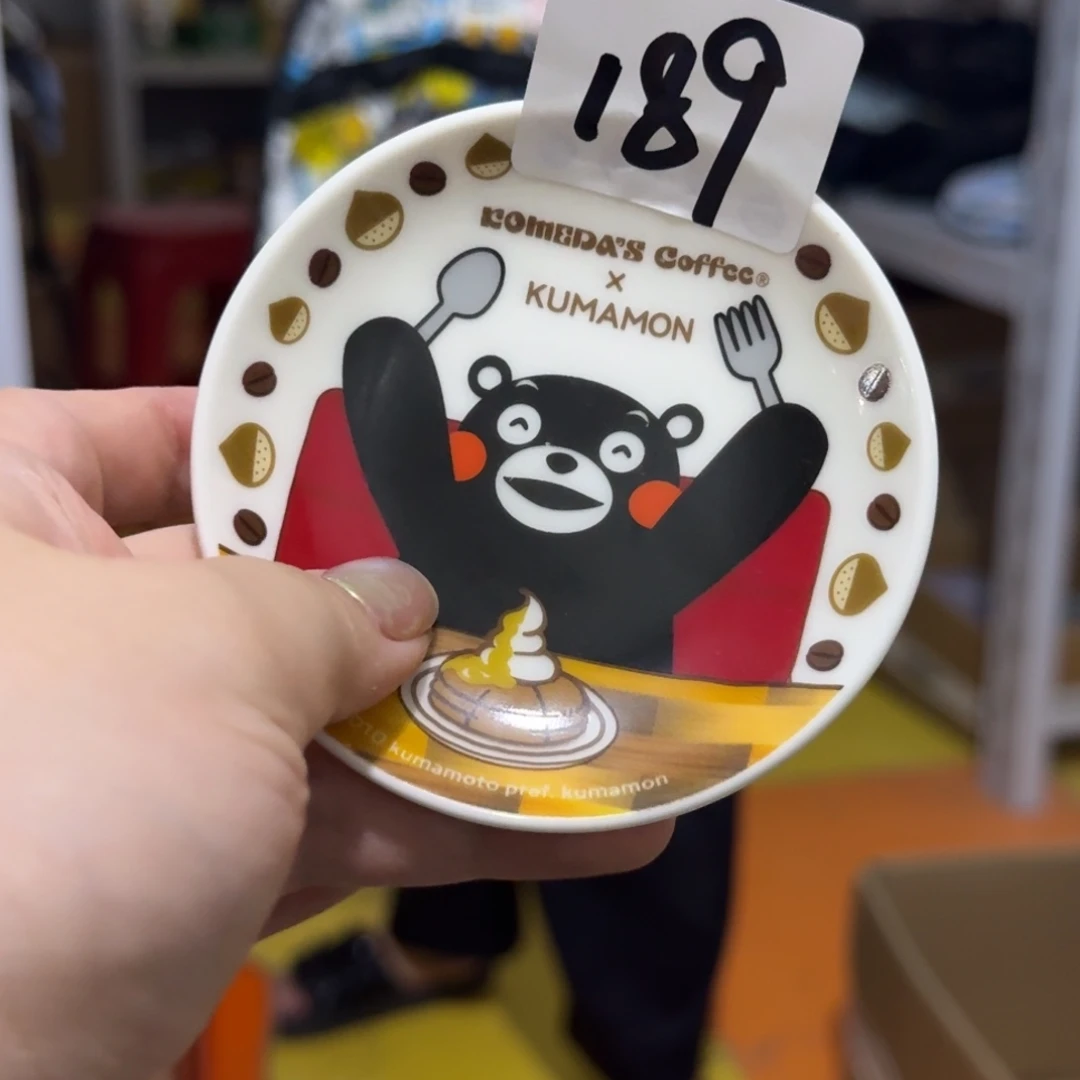 189
KOMEDA'S Coffee®
×
KUMAMON
kumamoto pref. kumamon